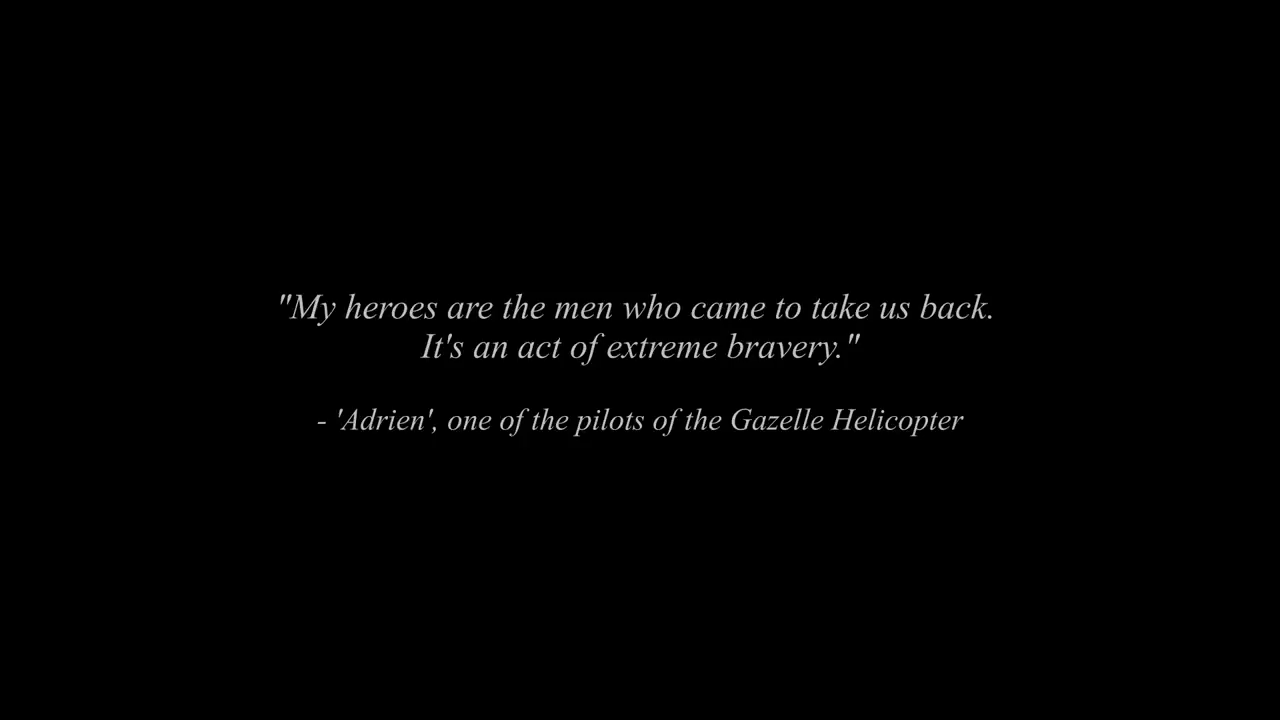 "My heroes are the men who came to take us back.
It's an act of extreme bravery."
- 'Adrien', one of the pilots of the Gazelle Helicopter